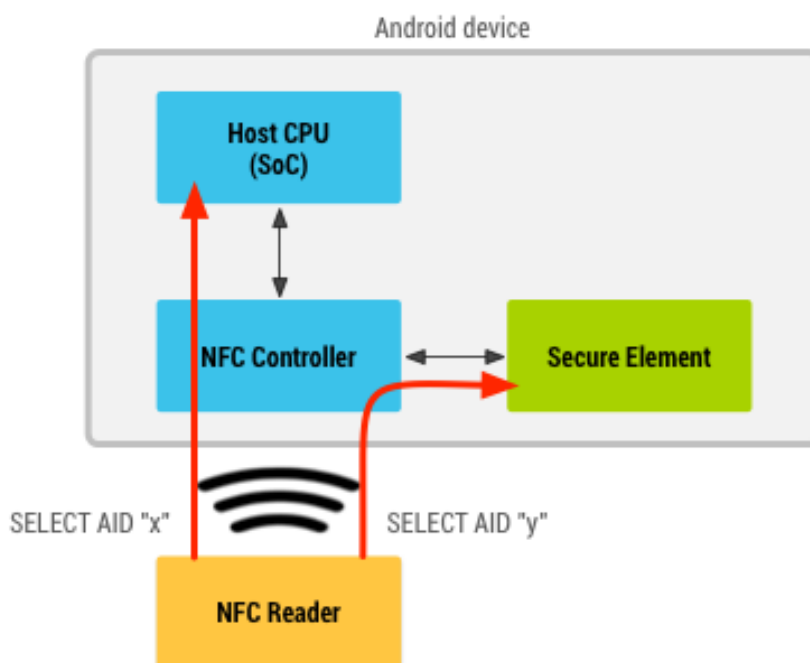 Android device
Host CPU
(SoC)
NFC Controller
Secure Element
SELECT AID "x"
SELECT AID "y"
NFC Reader